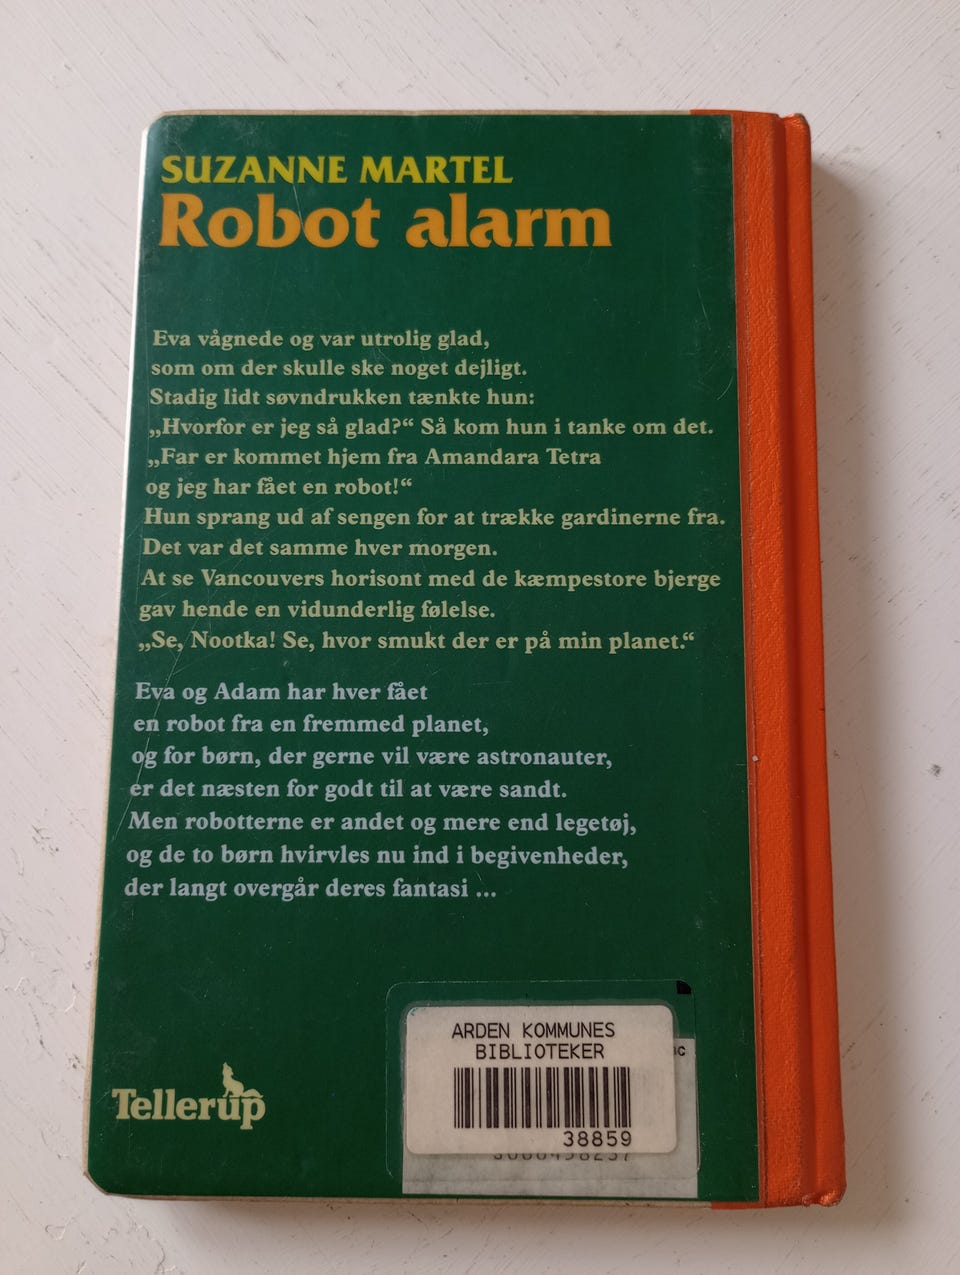 SUZANNE MARTEL
Robot alarm
Eva vågnede og var utrolig glad,
som om der skulle ske noget dejligt.
Stadig lidt søvndrukken tænkte hun:
„Hvorfor er jeg så glad?“ Så kom hun i tanke om det.
„Far er kommet hjem fra Amandara Tetra
og jeg har fået en robot!“
Hun sprang ud af sengen for at trække gardinerne fra.
Det var det samme hver morgen.
At se Vancouvers horisont med de kæmpestore bjerge
gav hende en vidunderlig følelse.
„Se, Nootka! Se, hvor smukt der er på min planet.“
Eva og Adam har hver fået
en robot fra en fremmed planet,
og for børn, der gerne vil være astronauter,
er det næsten for godt til at være sandt.
Men robotterne er andet og mere end legetøj,
og de to børn hvirvles nu ind i begivenheder,
der langt overgår deres fantasi ...
Tellerup
ARDEN KOMMUNES
BIBLIOTEKER
38859